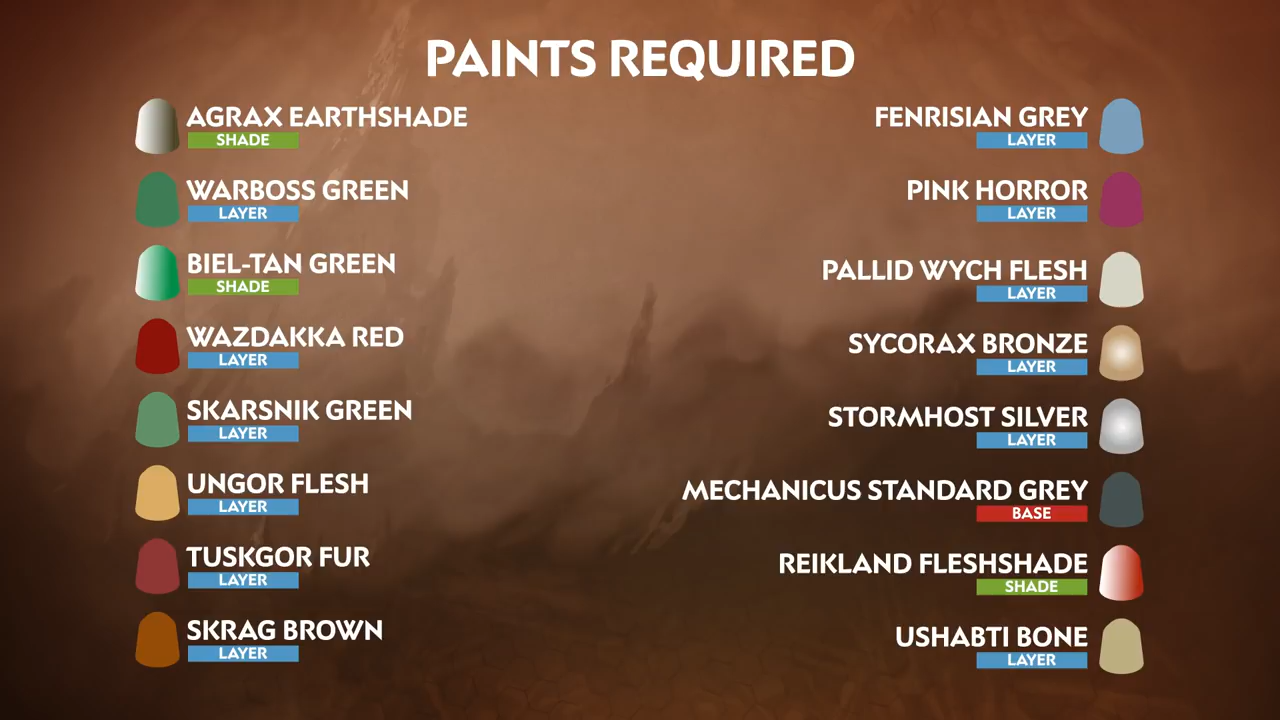 PAINTS REQUIRED
AGRAX EARTHSHADE
SHADE
WARBOSS GREEN
LAYER
BIEL-TAN GREEN
SHADE
WAZDAKKA RED
LAYER
SKARSNIK GREEN
LAYER
UNGOR FLESH
LAYER
TUSKGOR FUR
LAYER
SKRAG BROWN
LAYER
FENRISIAN GREY
LAYER
PINK HORROR
LAYER
PALLID WYCH FLESH
LAYER
SYCORAX BRONZE
LAYER
STORMHOST SILVER
LAYER
MECHANICUS STANDARD GREY
BASE
REIKLAND FLESHSHADE
SHADE
USHABTI BONE
LAYER